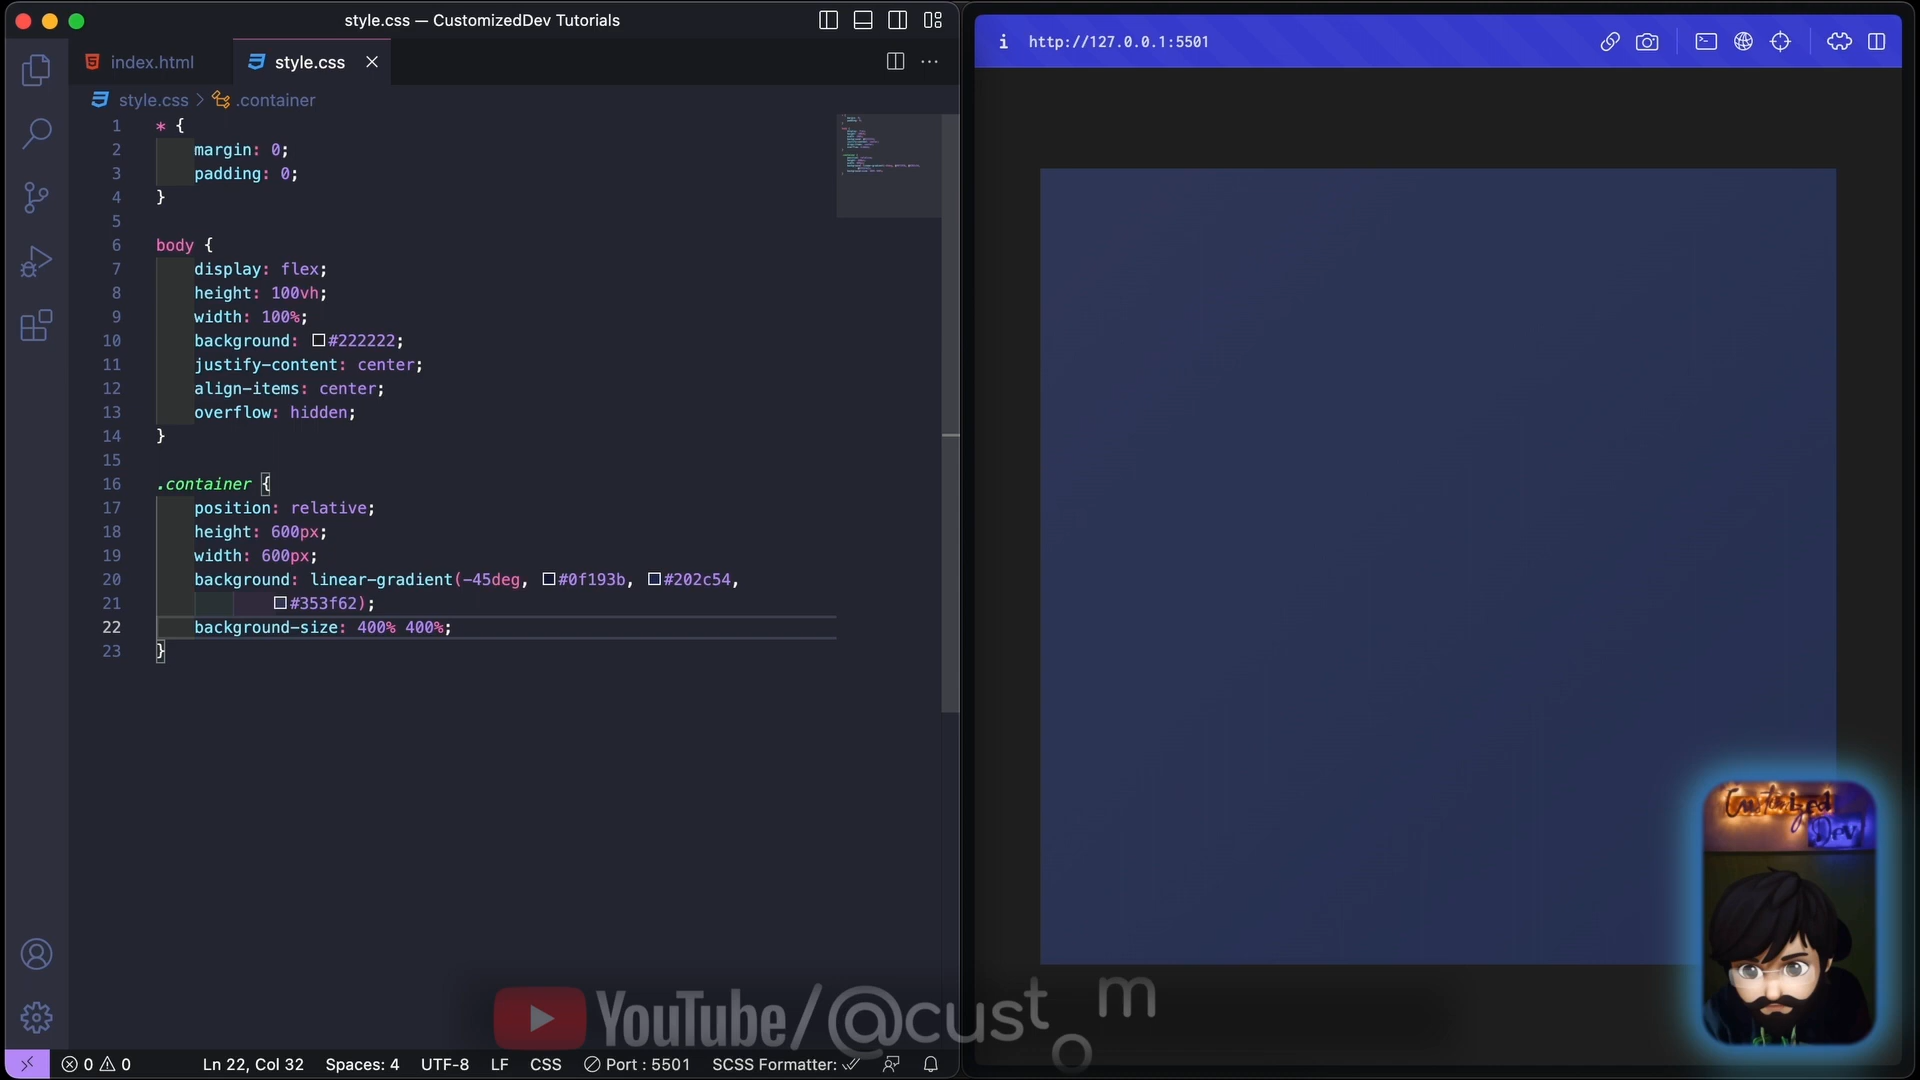 style.css — CustomizedDev Tutorials
index.html
style.css
style.css > .container
1 * {
2 margin: 0;
3 padding: 0;
4 }
5
6 body {
7 display: flex;
8 height: 100vh;
9 width: 100%;
10 background: #222222;
11 justify-content: center;
12 align-items: center;
13 overflow: hidden;
14 }
15
16 .container {
17 position: relative;
18 height: 600px;
19 width: 600px;
20 background: linear-gradient(-45deg, #0f193b, #202c54,
21 #353f62);
22 background-size: 400% 400%;
23 }
0 0
Ln 22, Col 32
Spaces: 4
UTF-8
LF
CSS
Port : 5501
SCSS Formatter:
http://127.0.0.1:5501
Customized
Dev
YouTube/@custom